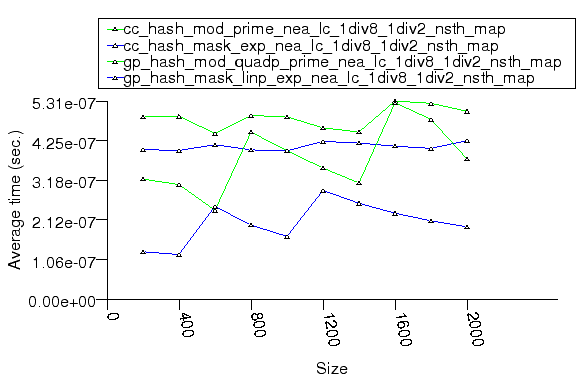 cc_hash_mod_prime_nea_lc_1div8_1div2_nsth_map
cc_hash_mask_exp_nea_lc_1div8_1div2_nsth_map
gp_hash_mod_quadp_prime_nea_lc_1div8_1div2_nsth_map
gp_hash_mask_linp_exp_nea_lc_1div8_1div2_nsth_map
5.31e-07
4.25e-07
3.18e-07
2.12e-07
1.06e-07
0.00e+00
Average time (sec.)
0
400
800
1200
1600
2000
Size